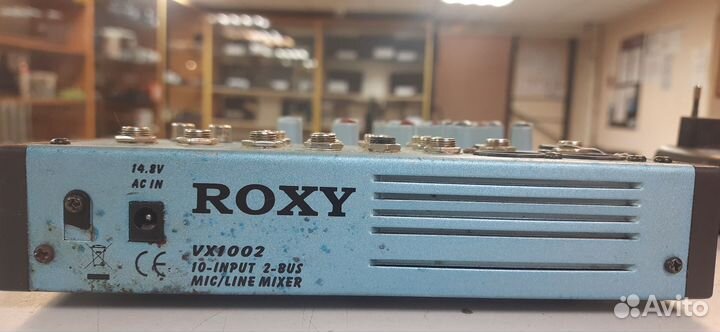 14.8V
AC IN
ROXY
VX1002
10-INPUT 2-BUS
MIC/LINE MIXER
CE
Avito